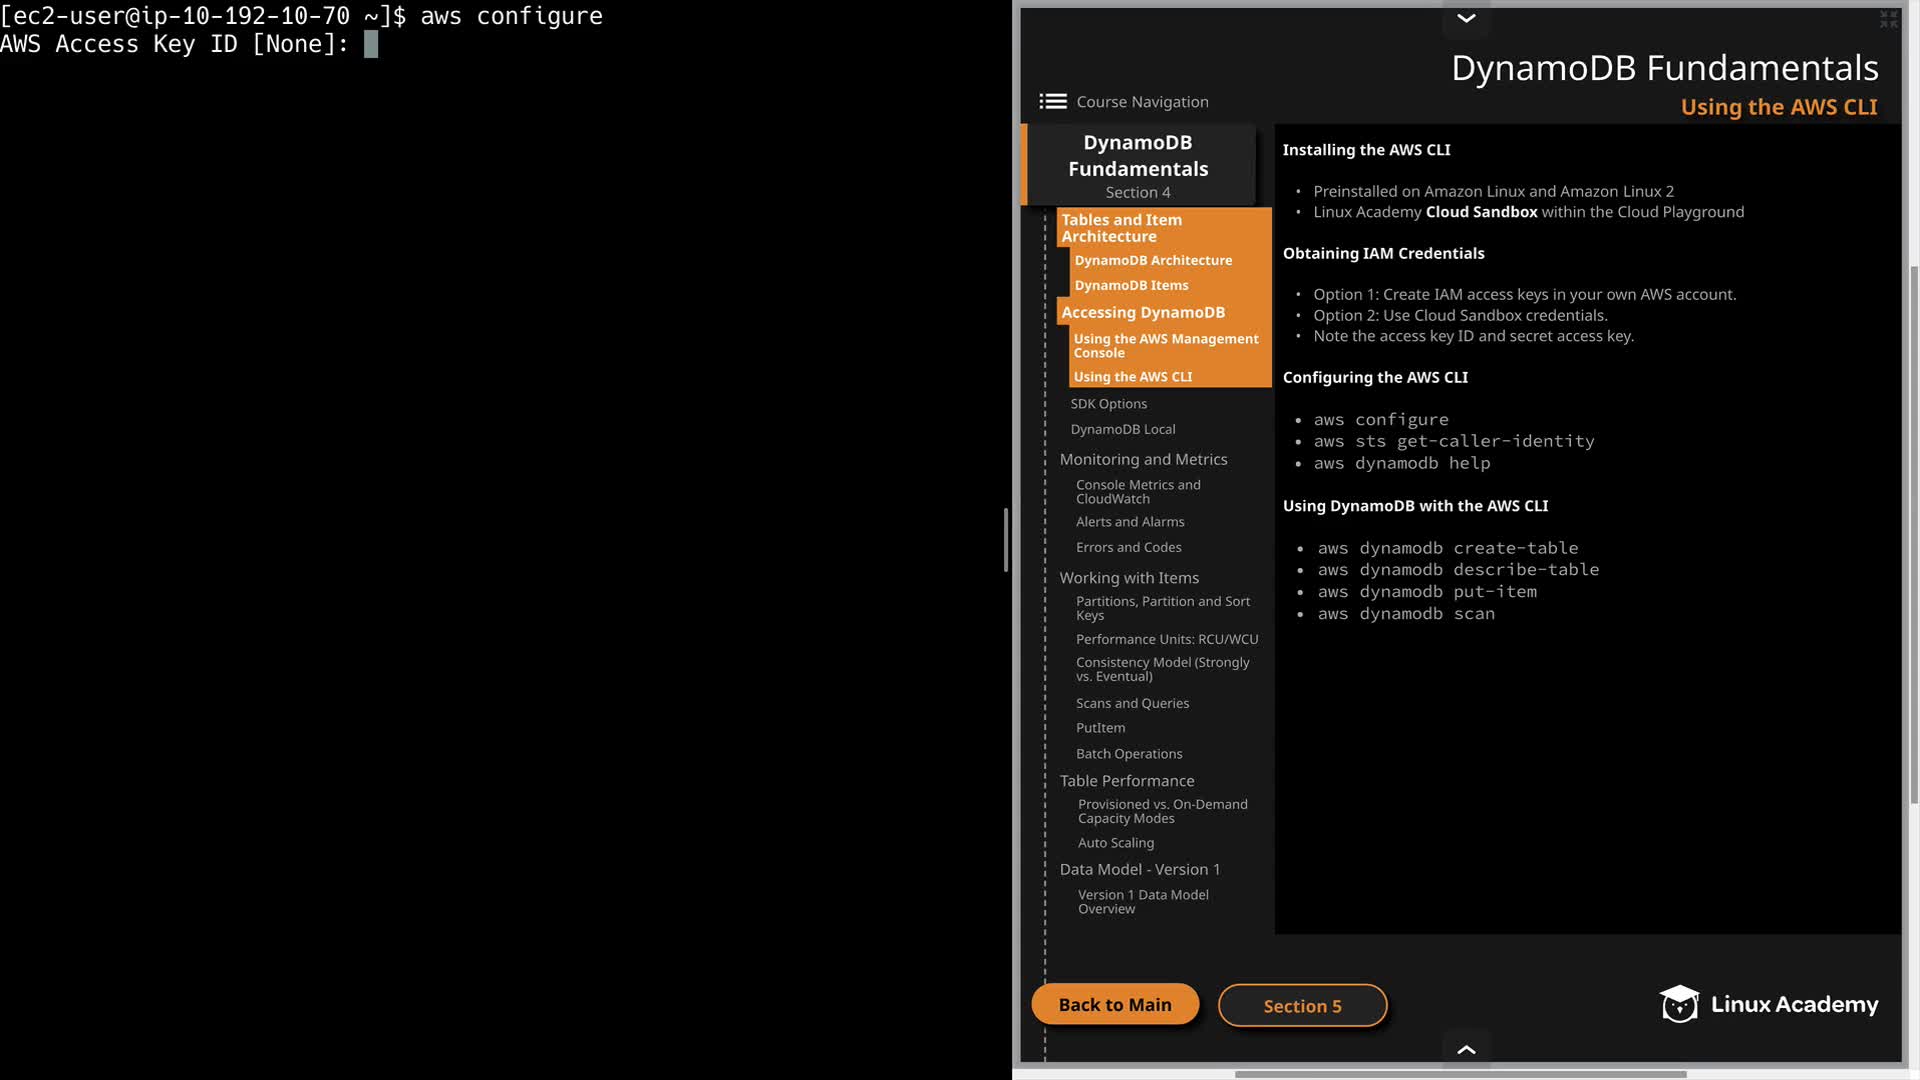 [ec2-user@ip-10-192-10-70 ~]$ aws configure
AWS Access Key ID [None]:
DynamoDB Fundamentals
Using the AWS CLI
Course Navigation
DynamoDB
Fundamentals
Section 4
Tables and Item
Architecture
DynamoDB Architecture
DynamoDB Items
Accessing DynamoDB
Using the AWS Management
Console
Using the AWS CLI
SDK Options
DynamoDB Local
Monitoring and Metrics
Console Metrics and
CloudWatch
Alerts and Alarms
Errors and Codes
Working with Items
Partitions, Partition and Sort
Keys
Performance Units: RCU/WCU
Consistency Model (Strongly
vs. Eventual)
Scans and Queries
PutItem
Batch Operations
Table Performance
Provisioned vs. On-Demand
Capacity Modes
Auto Scaling
Data Model - Version 1
Version 1 Data Model
Overview
Installing the AWS CLI
• Preinstalled on Amazon Linux and Amazon Linux 2
• Linux Academy Cloud Sandbox within the Cloud Playground
Obtaining IAM Credentials
• Option 1: Create IAM access keys in your own AWS account.
• Option 2: Use Cloud Sandbox credentials.
• Note the access key ID and secret access key.
Configuring the AWS CLI
• aws configure
• aws sts get-caller-identity
• aws dynamodb help
Using DynamoDB with the AWS CLI
• aws dynamodb create-table
• aws dynamodb describe-table
• aws dynamodb put-item
• aws dynamodb scan
Back to Main
Section 5
Linux Academy